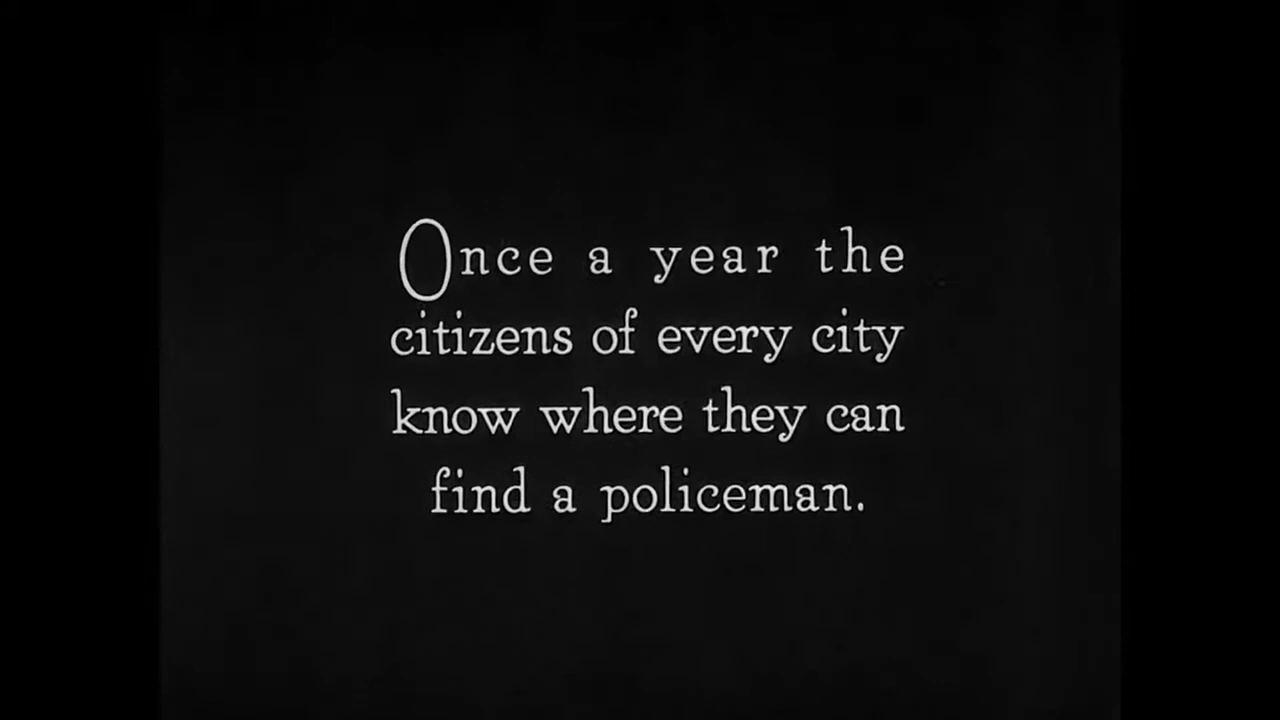 Once a year the
citizens of every city
know where they can
find a policeman.